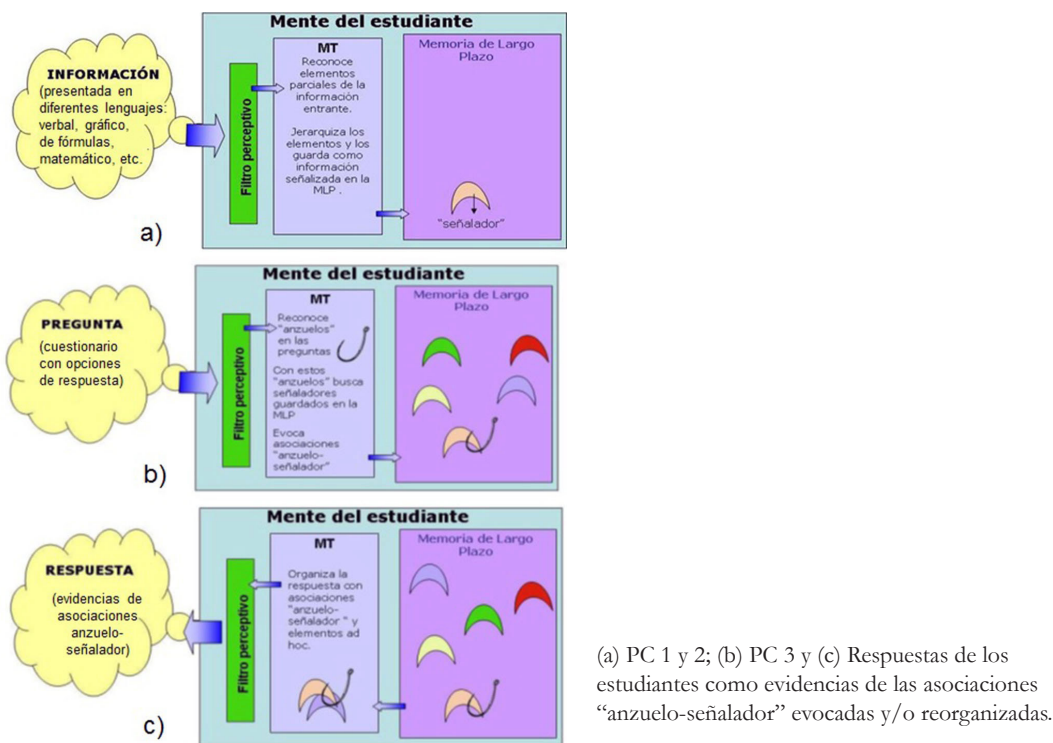 Mente del estudiante
INFORMACIÓN
(presentada en
diferentes lenguajes:
verbal, gráfico,
de fórmulas,
matemático, etc.
Filtro perceptivo
MT
Reconoce
elementos
parciales de la
información
entrante.
Jerarquiza los
elementos y los
guarda como
información
señalizada en la
MLP .
Memoria de Largo
Plazo
"señalador"
a)
Mente del estudiante
PREGUNTA
(cuestionario
con opciones
de respuesta)
Filtro perceptivo
MT
Reconoce
"anzuelos"
en las
preguntas
Con estos
"anzuelos" busca
señaladores
guardados en la
MLP
Evoca
asociaciones
"anzuelo-
señalador"
Memoria de Largo
Plazo
b)
Mente del estudiante
RESPUESTA
(evidencias de
asociaciones
anzuelo-
señalador)
Filtro perceptivo
MT
Organiza la
respuesta con
asociaciones
"anzuelo-
señalador " y
elementos ad
hoc.
Memoria de Largo
Plazo
c)
(a) PC 1 y 2; (b) PC 3 y (c) Respuestas de los
estudiantes como evidencias de las asociaciones
“anzuelo-señalador” evocadas y/o reorganizadas.